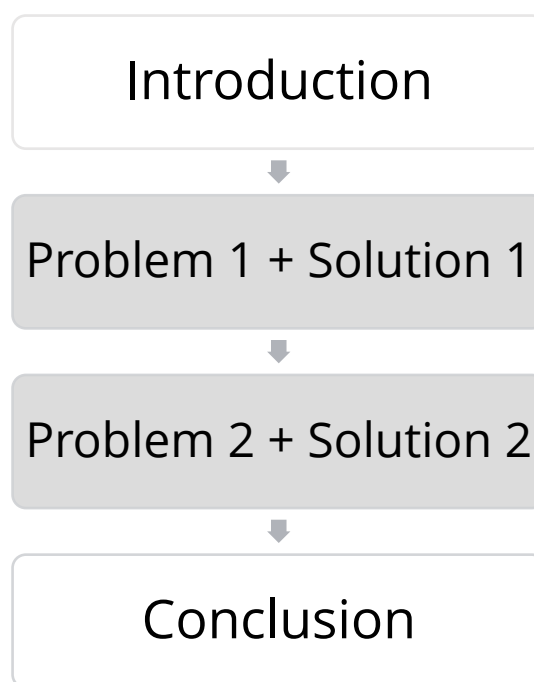 Introduction
Problem 1 + Solution 1
Problem 2 + Solution 2
Conclusion